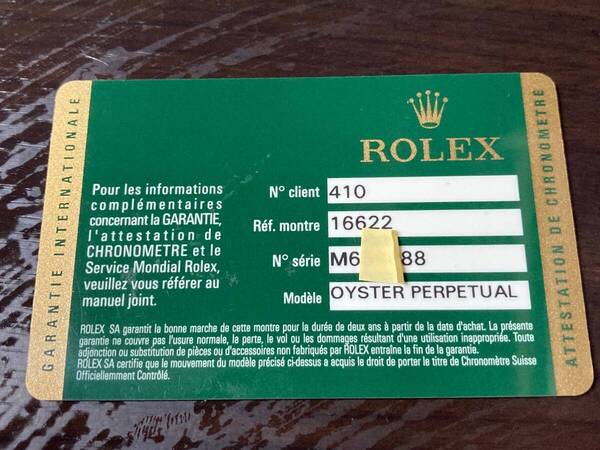 GARANTIE INTERNATIONALE
ROLEX
ATTESTATION DE CHRONOMETRE
Pour les informations
complémentaires
concernant la GARANTIE,
l'attestation de
CHRONOMETRE et le
Service Mondial Rolex,
veuillez vous référer au
manuel joint.
N° client 410
Réf. montre 16622
N° série M6 88
Modèle OYSTER PERPETUAL
ROLEX SA garantit la bonne marche de cette montre pour la durée de deux ans à partir de la date d'achat. La présente
garantie ne couvre pas l'usure normale, la perte, le vol ou les dommages résultant d'une utilisation inappropriée. Toute
adjonction ou substitution de pièces ou d'accessoires non fabriqués par ROLEX entraîne la fin de la garantie.
ROLEX SA certifie que le mouvement du modèle précisé ci-dessus a acquis le droit de porter le titre de Chronomètre Suisse
Officiellement Contrôlé.